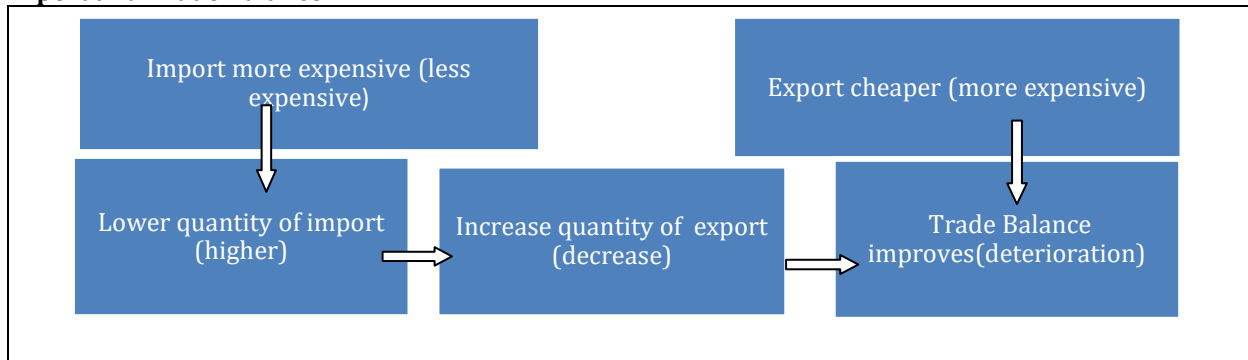 Import more expensive (less
expensive)
Export cheaper (more expensive)
Lower quantity of import
(higher)
Increase quantity of export
(decrease)
Trade Balance
improves(deterioration)